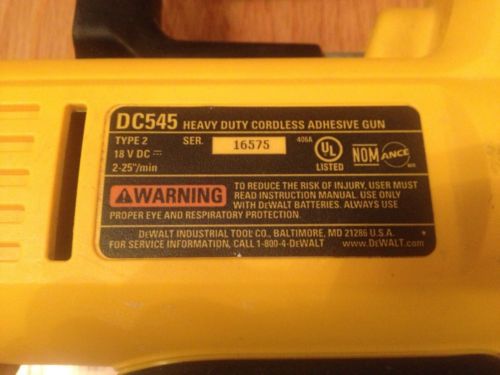 DC545 HEAVY DUTY CORDLESS ADHESIVE GUN
TYPE 2 SER. 16575 406A
18 V DC
2-25"/min
UL
LISTED
NOM ANCE
WARNING TO REDUCE THE RISK OF INJURY, USER MUST
READ INSTRUCTION MANUAL. USE ONLY
WITH DEWALT BATTERIES. ALWAYS USE
PROPER EYE AND RESPIRATORY PROTECTION.
DEWALT INDUSTRIAL TOOL CO., BALTIMORE, MD 21286 U.S.A.
FOR SERVICE INFORMATION, CALL 1-800-4-DEWALT www.DEWALT.com